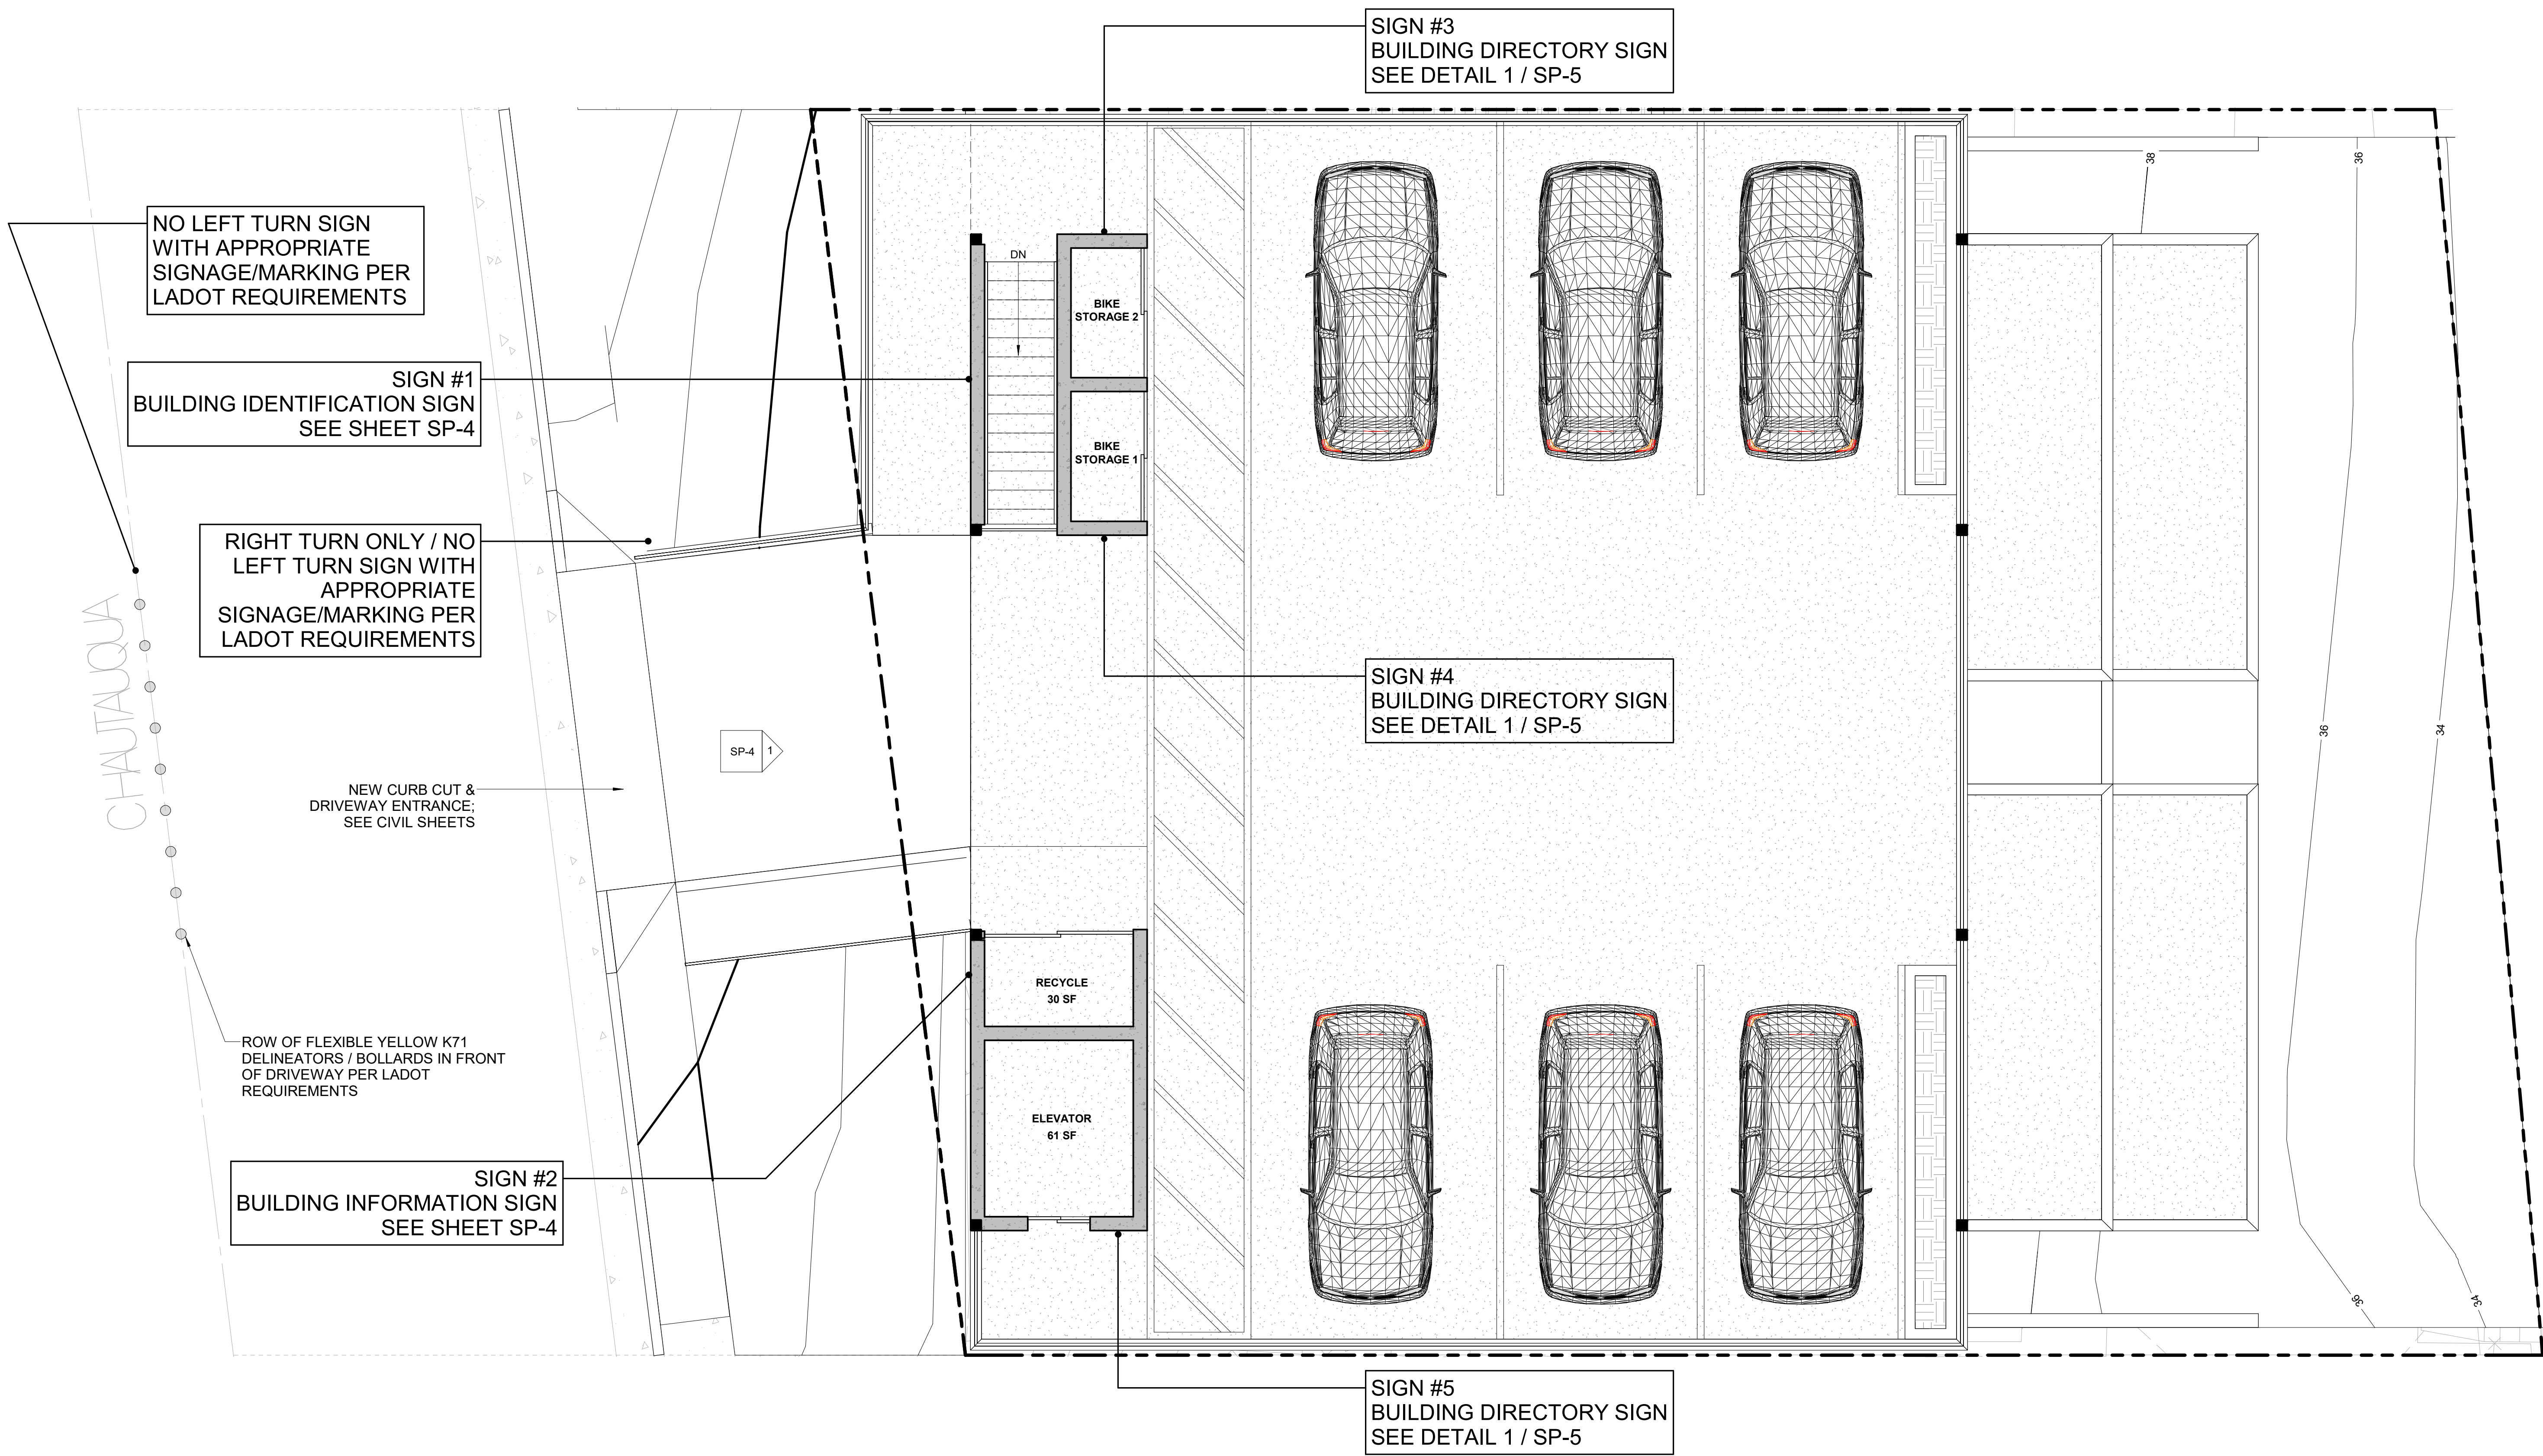 SIGN #3
BUILDING DIRECTORY SIGN
SEE DETAIL 1 / SP-5
NO LEFT TURN SIGN
WITH APPROPRIATE
SIGNAGE/MARKING PER
LADOT REQUIREMENTS
SIGN #1
BUILDING IDENTIFICATION SIGN
SEE SHEET SP-4
RIGHT TURN ONLY / NO
LEFT TURN SIGN WITH
APPROPRIATE
SIGNAGE/MARKING PER
LADOT REQUIREMENTS
CHAUTAUQUA
DN
BIKE
STORAGE 2
BIKE
STORAGE 1
38
36
SIGN #4
BUILDING DIRECTORY SIGN
SEE DETAIL 1 / SP-5
SP-4
1
36
34
NEW CURB CUT &
DRIVEWAY ENTRANCE;
SEE CIVIL SHEETS
RECYCLE
30 SF
ROW OF FLEXIBLE YELLOW K71
DELINEATORS / BOLLARDS IN FRONT
OF DRIVEWAY PER LADOT
REQUIREMENTS
ELEVATOR
61 SF
SIGN #2
BUILDING INFORMATION SIGN
SEE SHEET SP-4
36
34
SIGN #5
BUILDING DIRECTORY SIGN
SEE DETAIL 1 / SP-5